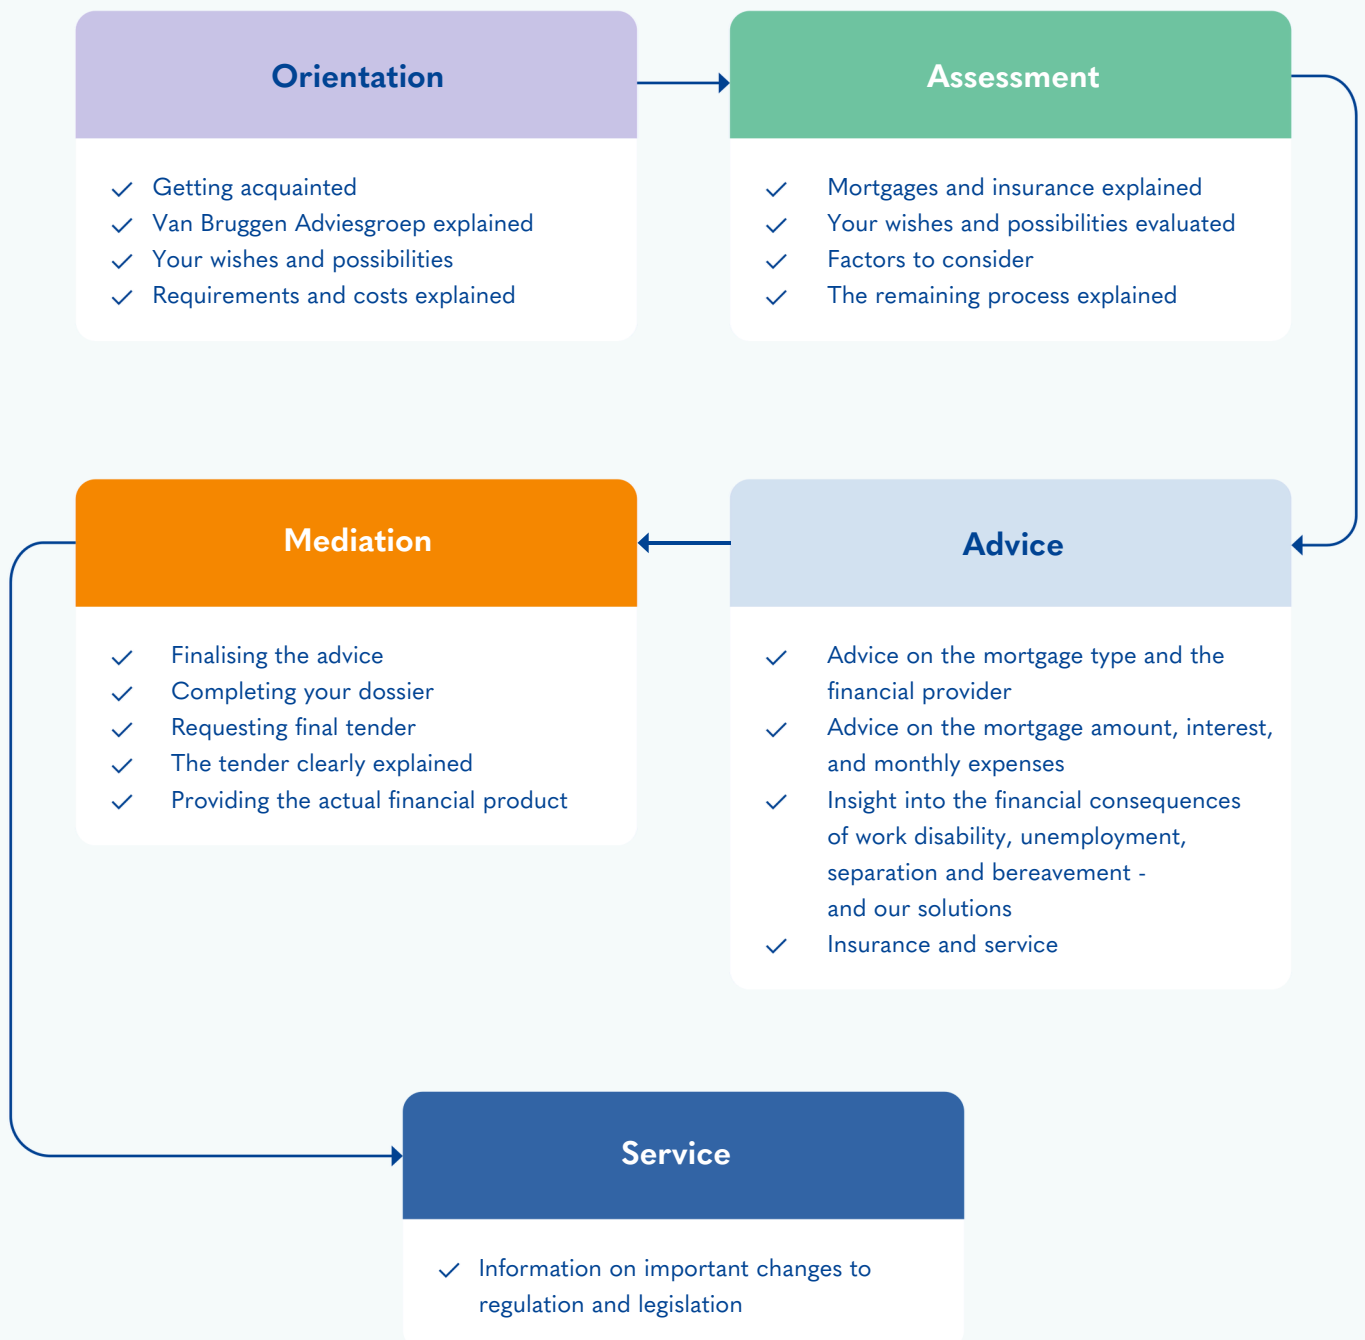 Orientation
Getting acquainted
Van Bruggen Adviesgroep explained
Your wishes and possibilities
Requirements and costs explained
Assessment
Mortgages and insurance explained
Your wishes and possibilities evaluated
Factors to consider
The remaining process explained
Advice
Advice on the mortgage type and the
financial provider
Advice on the mortgage amount, interest,
and monthly expenses
Insight into the financial consequences
of work disability, unemployment,
separation and bereavement -
and our solutions
Insurance and service
Mediation
Finalising the advice
Completing your dossier
Requesting final tender
The tender clearly explained
Providing the actual financial product
Service
Information on important changes to
regulation and legislation